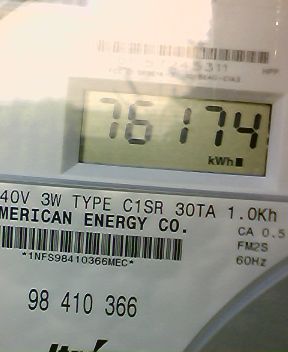 76174
kWh
40V 3W TYPE C1SR 30TA 1.0Kh
MERICAN ENERGY CO.
CA 0.5
FM2S
60Hz
*1NFS98410366MEC*
98 410 366